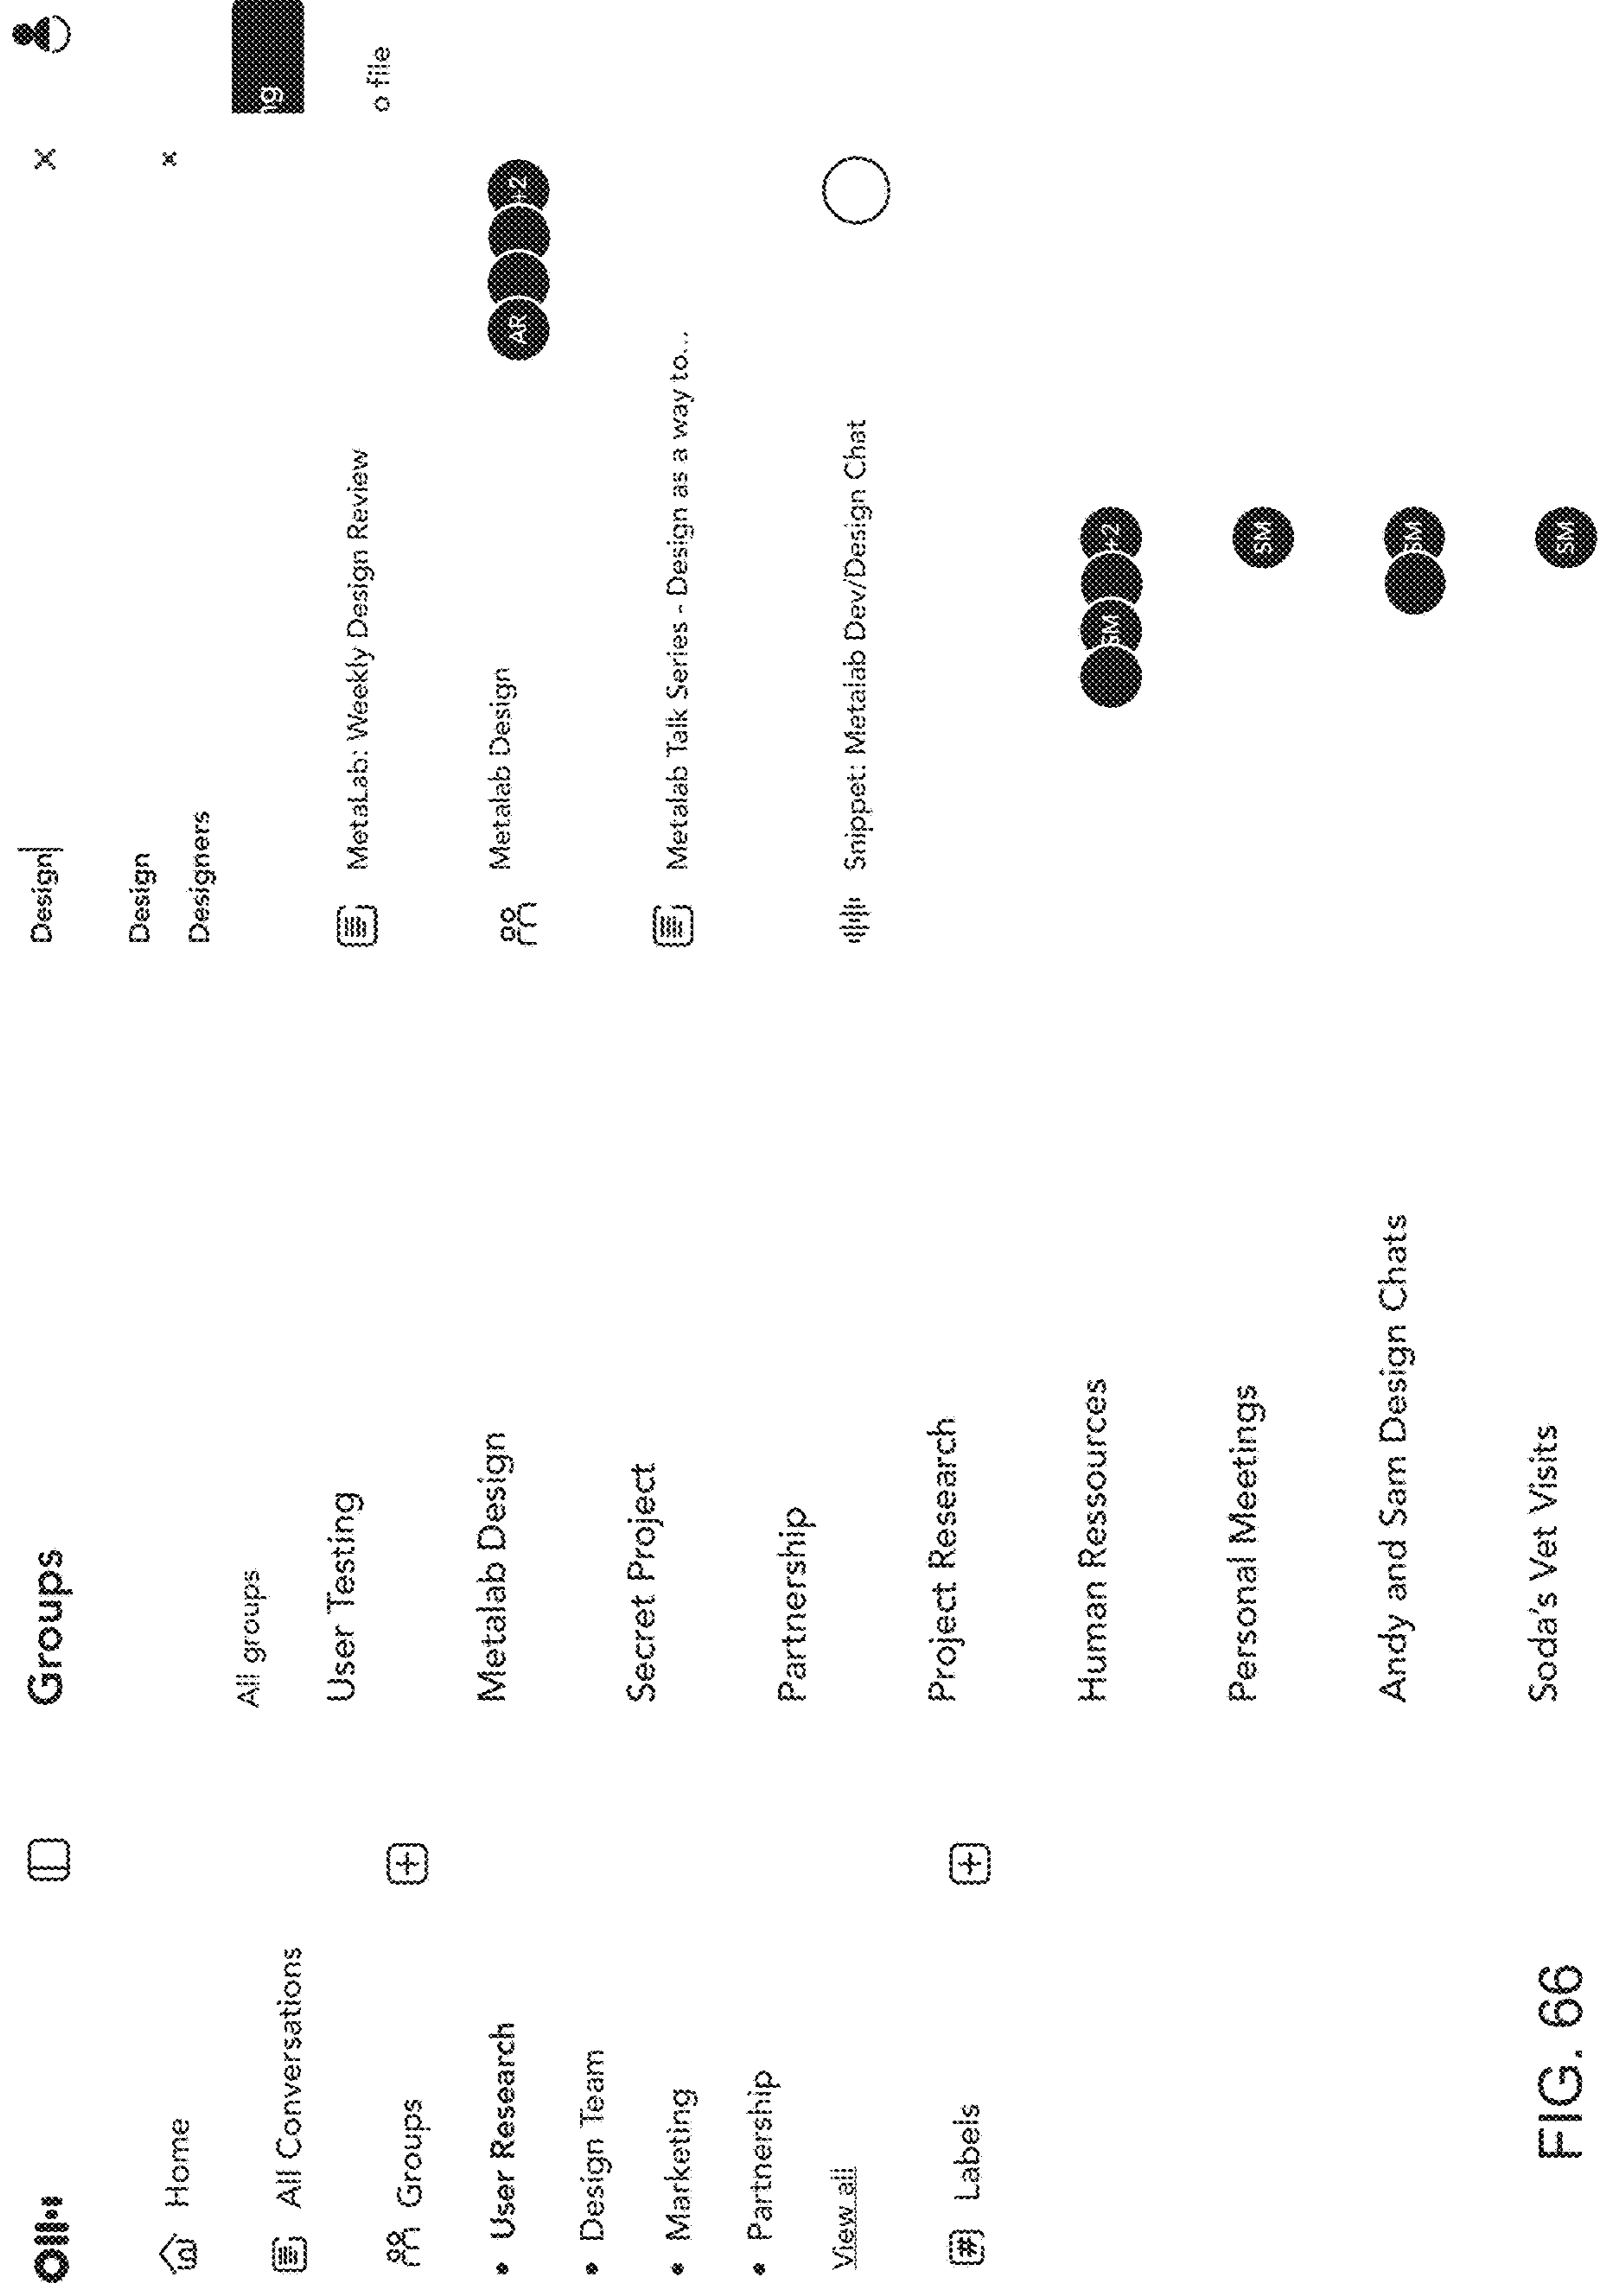 Home
All Conversations
Groups
• User Research
• Design Team
• Marketing
• Partnership
View all
Labels
Groups
All groups
User Testing
Metalab Design
Secret Project
Partnership
Project Research
Human Ressources
+2
SM
Personal Meetings
SM
Andy and Sam Design Chats
SM
Soda's Vet Visits
SM
Design
Design
Designers
MetaLab: Weekly Design Review
Metalab Design
AR
+2
Metalab Talk Series - Design as a way to...
Snippet: Metalab Dev/Design Chat
ng
o file
FIG. 66